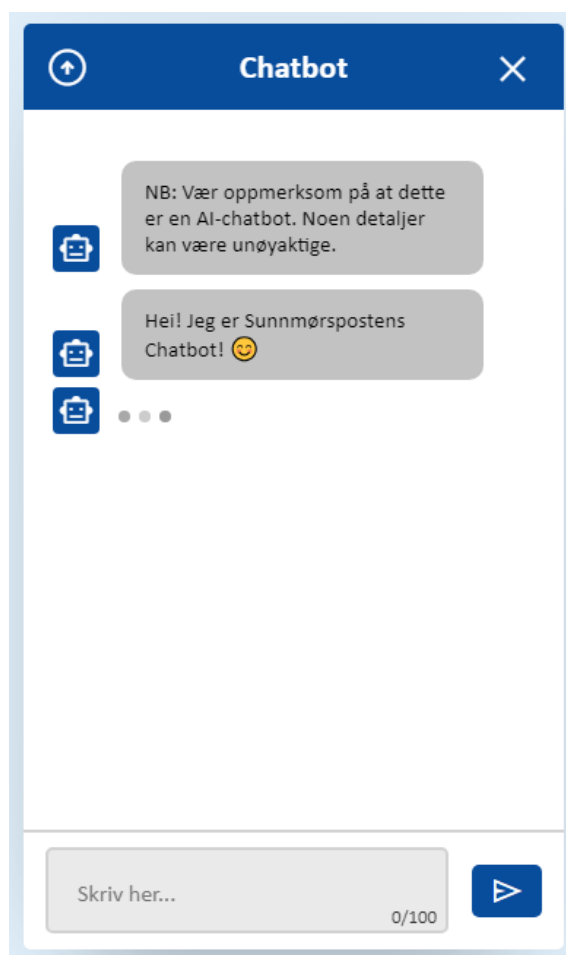 Chatbot
NB: Vær oppmerksom på at dette
er en AI-chatbot. Noen detaljer
kan være unøyaktige.
Hei! Jeg er Sunnmørspostens
Chatbot! 😊
Skriv her...
0/100